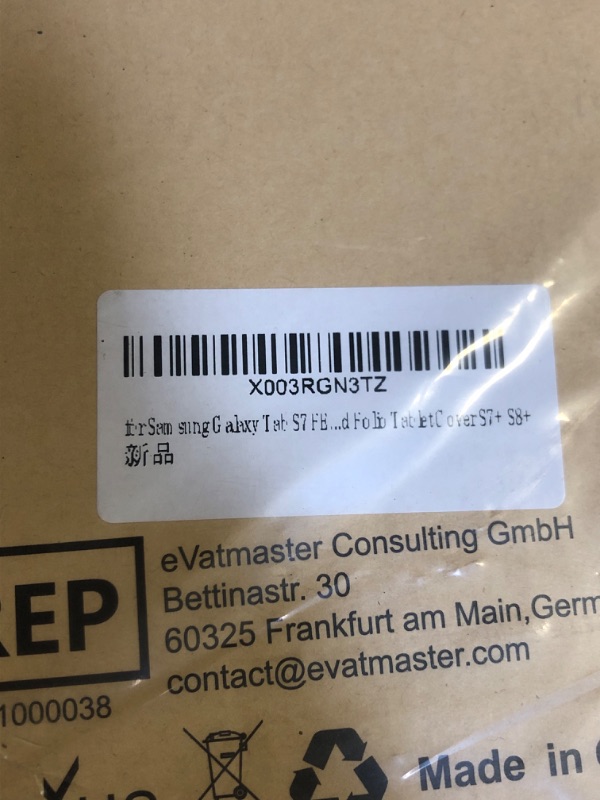 X003RGN3TZ
for Samsung Galaxy Tab S7 FE...d Folio Tablet Cover S7+ S8+
新品
eVatmaster Consulting GmbH
Bettinastr. 30
REP
60325 Frankfurt am Main,Germ
contact@evatmaster.com
1000038
Made in